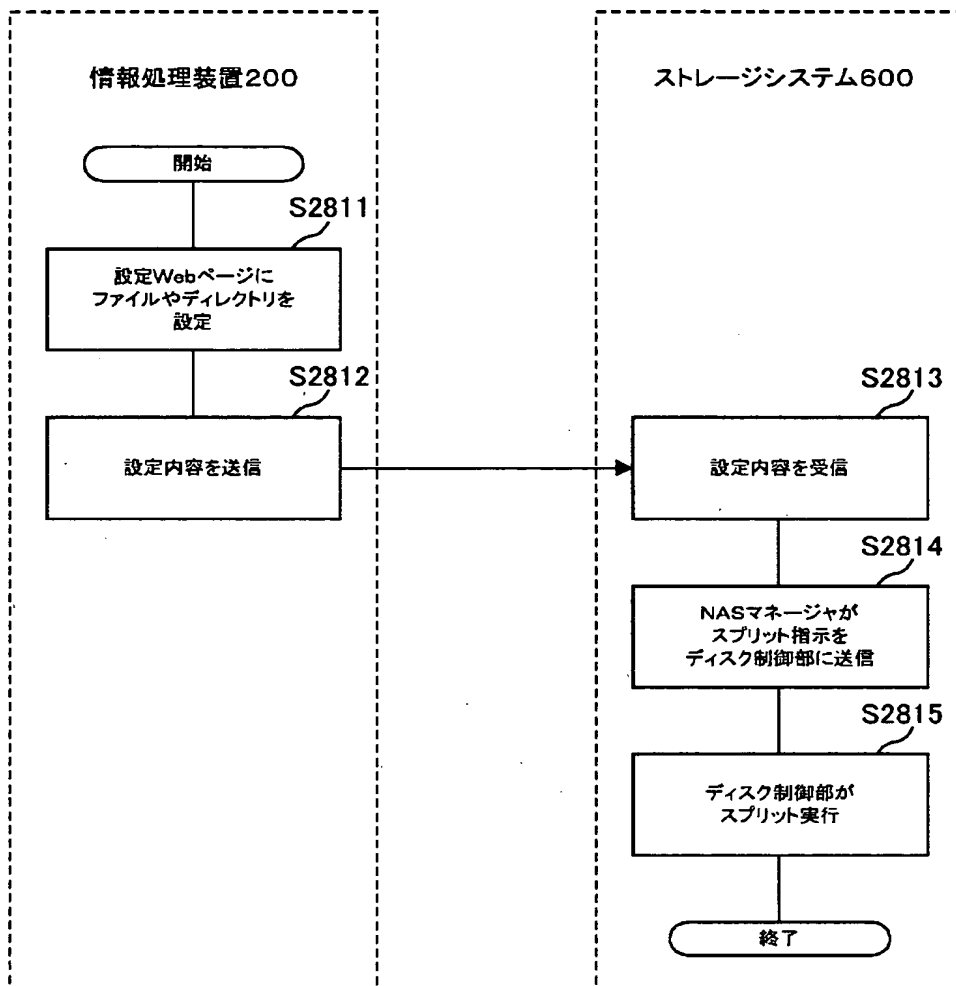 情報処理装置200
開始
S2811
設定Webページに
ファイルやディレクトリを
設定
S2812
設定内容を送信
ストレージシステム600
S2813
設定内容を受信
S2814
NASマネージャが
スプリット指示を
ディスク制御部に送信
S2815
ディスク制御部が
スプリット実行
終了